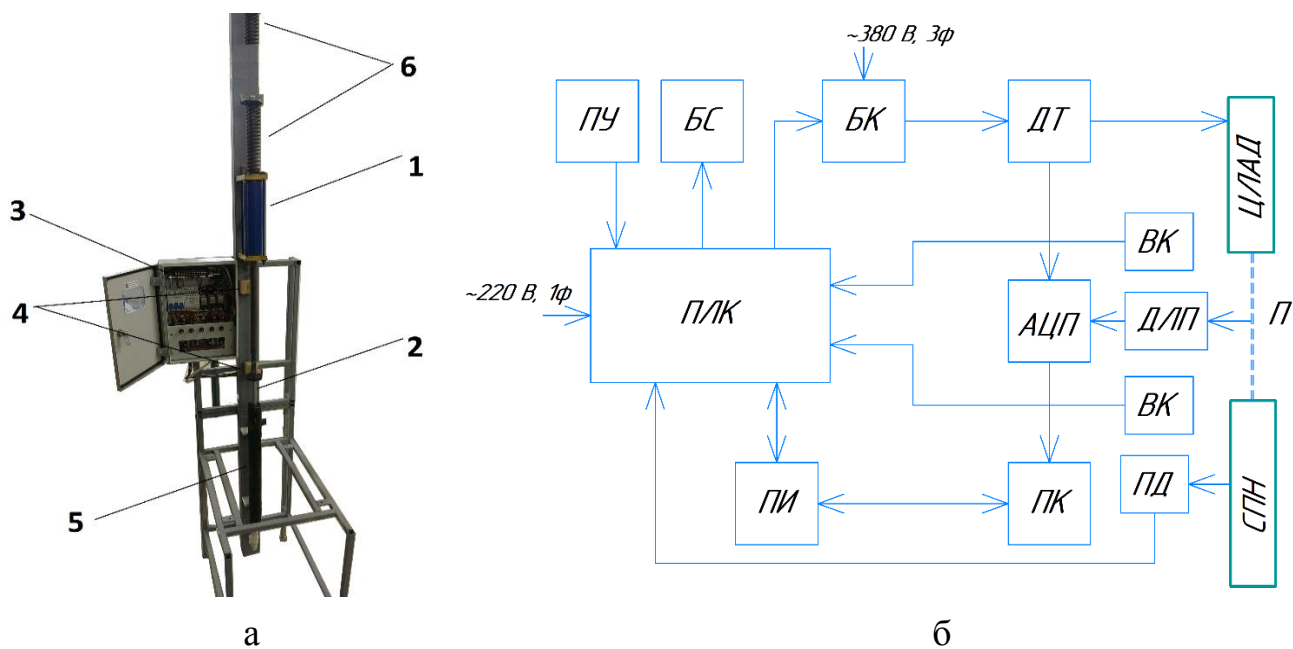 6
1
3
4
2
5
а
~380 В, 3ф
ПУ
БС
БК
ДТ
ЦЛАД
ВК
~220 В, 1ф
ПЛК
АЦП
ДЛП
П
ВК
ПИ
ПК
ПД
СПН
б